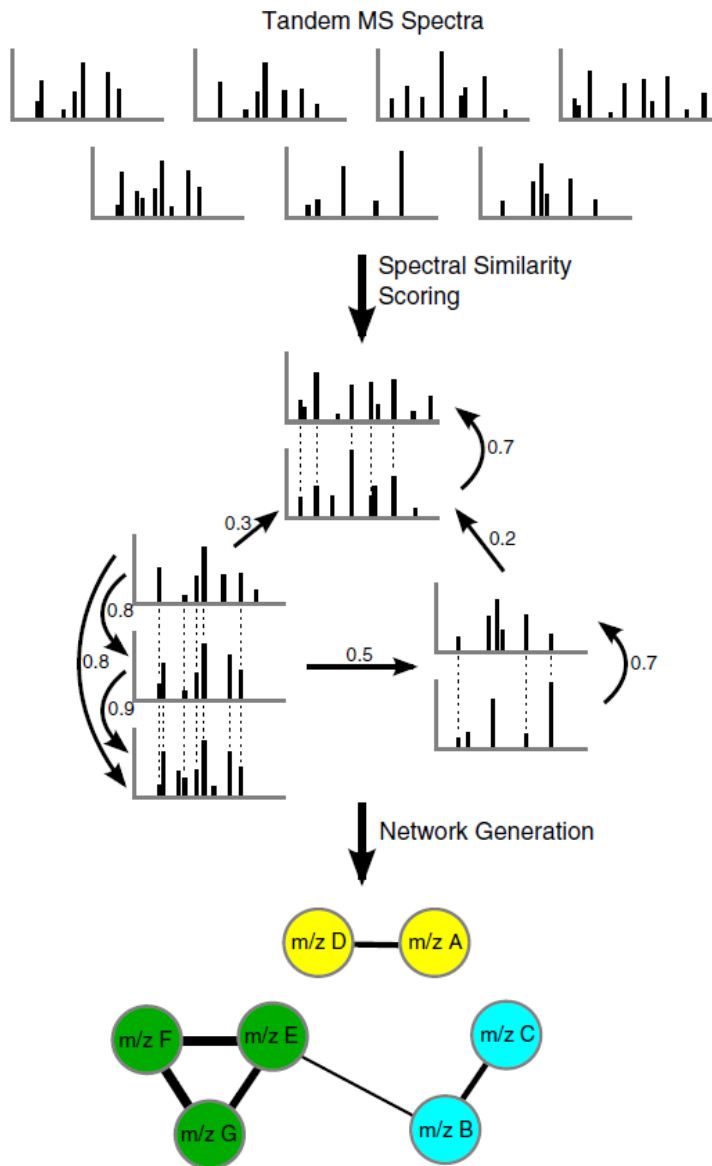 Tandem MS Spectra
Spectral Similarity
Scoring
0.7
0.3
0.2
0.8
0.8
0.5
0.7
0.9
Network Generation
m/z D
m/z A
m/z F
m/z E
m/z C
m/z G
m/z B